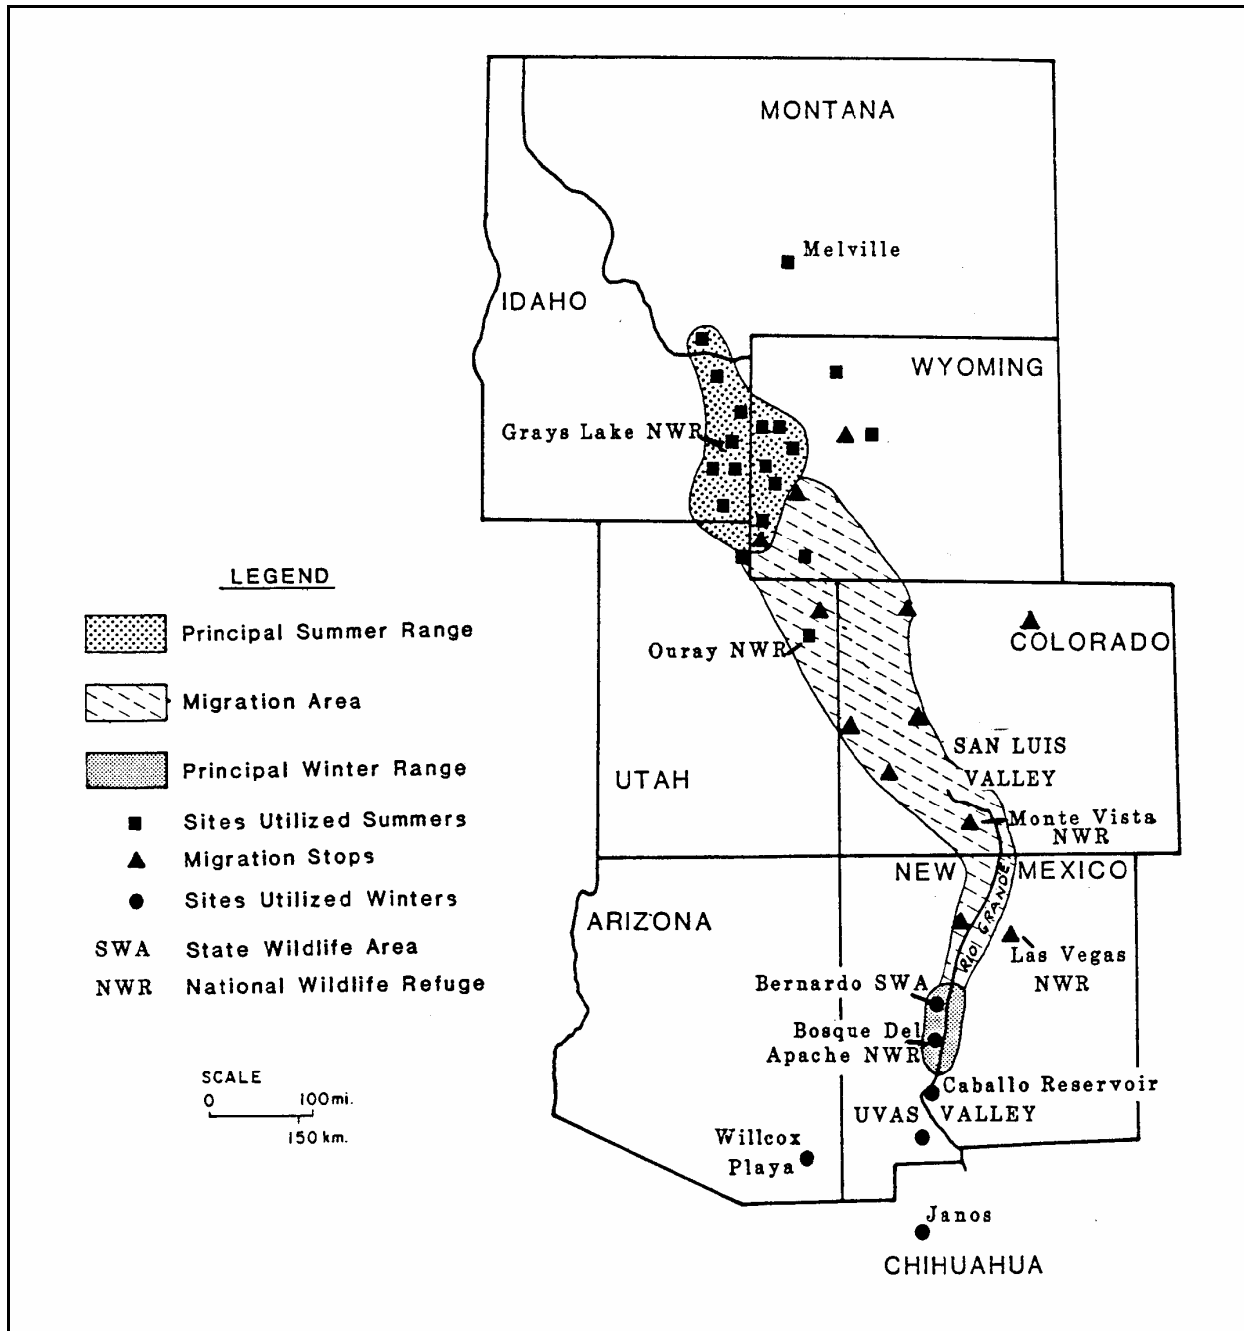 MONTANA
Melville
IDAHO
WYOMING
Grays Lake NWR
LEGEND
Principal Summer Range
Migration Area
Principal Winter Range
Sites Utilized Summers
Migration Stops
Sites Utilized Winters
SWA State Wildlife Area
NWR National Wildlife Refuge
SCALE
0 100mi.
150km.
COLORADO
Ouray NWR
SAN LUIS
VALLEY
UTAH
Monte Vista
NWR
NEW MEXICO
ARIZONA
RIO GRANDE
Las Vegas
NWR
Bernardo SWA
Bosque Del
Apache NWR
Caballo Reservoir
UVAS VALLEY
Willcox
Playa
Janos
CHIHUAHUA